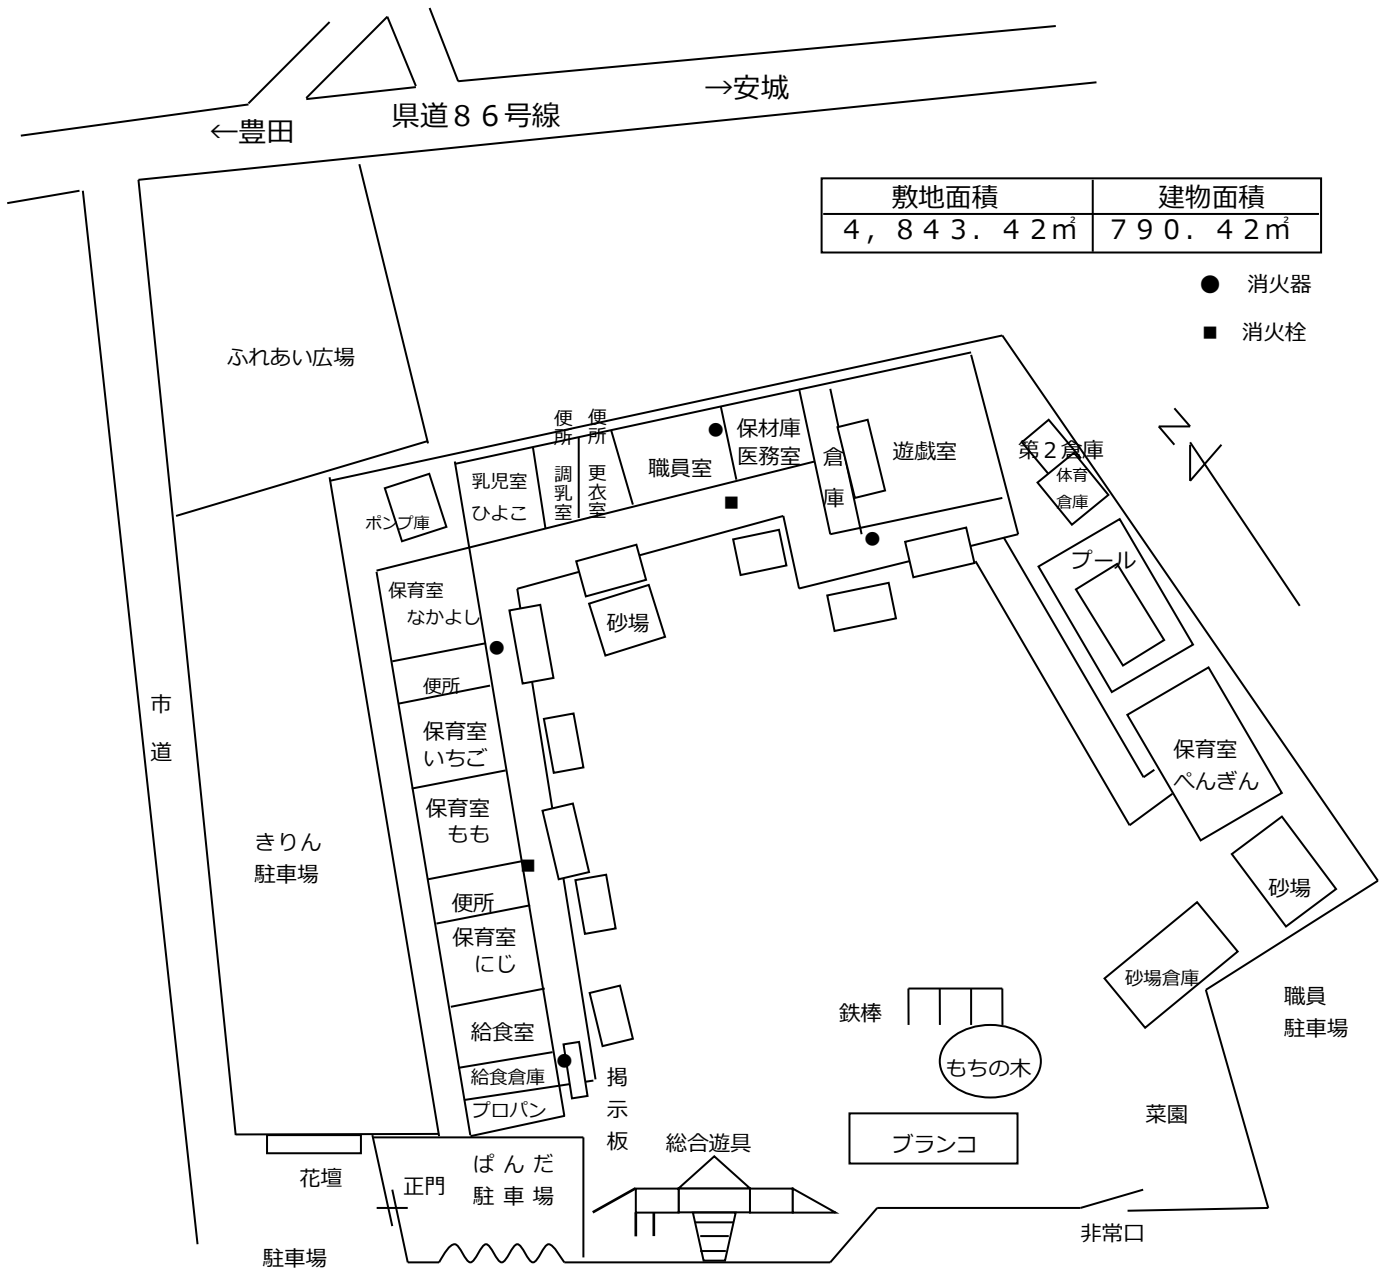 →安城
県道８６号線
←豊田
敷地面積
建物面積
４，８４３．４２㎡
７９０．４２㎡
消火器
消火栓
ふれあい広場
便所
便所
保材庫
医務室
倉庫
遊戯室
第２倉庫
体育
倉庫
職員室
乳児室
ひよこ
調乳室
更衣室
ポンプ庫
プール
保育室
なかよし
砂場
便所
市道
保育室
いちご
保育室
ぺんぎん
保育室
もも
きりん
駐車場
便所
砂場
保育室
にじ
砂場倉庫
職員
駐車場
鉄棒
給食室
もちの木
給食倉庫
掲示板
プロパン
菜園
総合遊具
ブランコ
ぱんだ
駐車場
花壇
正門
非常口
駐車場
N